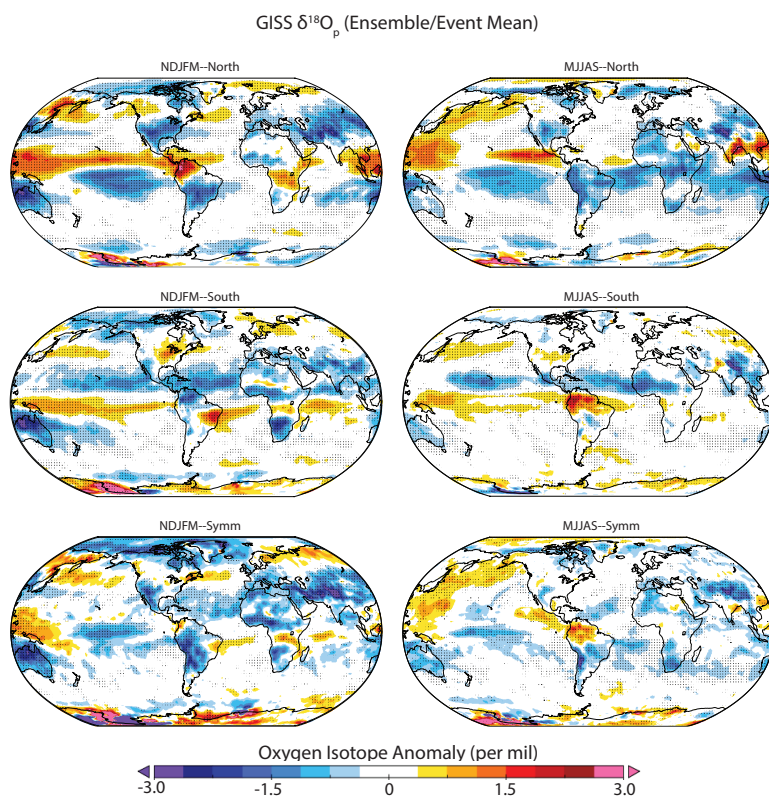 GISS δ¹⁸Oₚ (Ensemble/Event Mean)
NDJFM--North
MJJAS--North
NDJFM--South
MJJAS--South
NDJFM--Symm
MJJAS--Symm
Oxygen Isotope Anomaly (per mil)
-3.0 -1.5 0 1.5 3.0